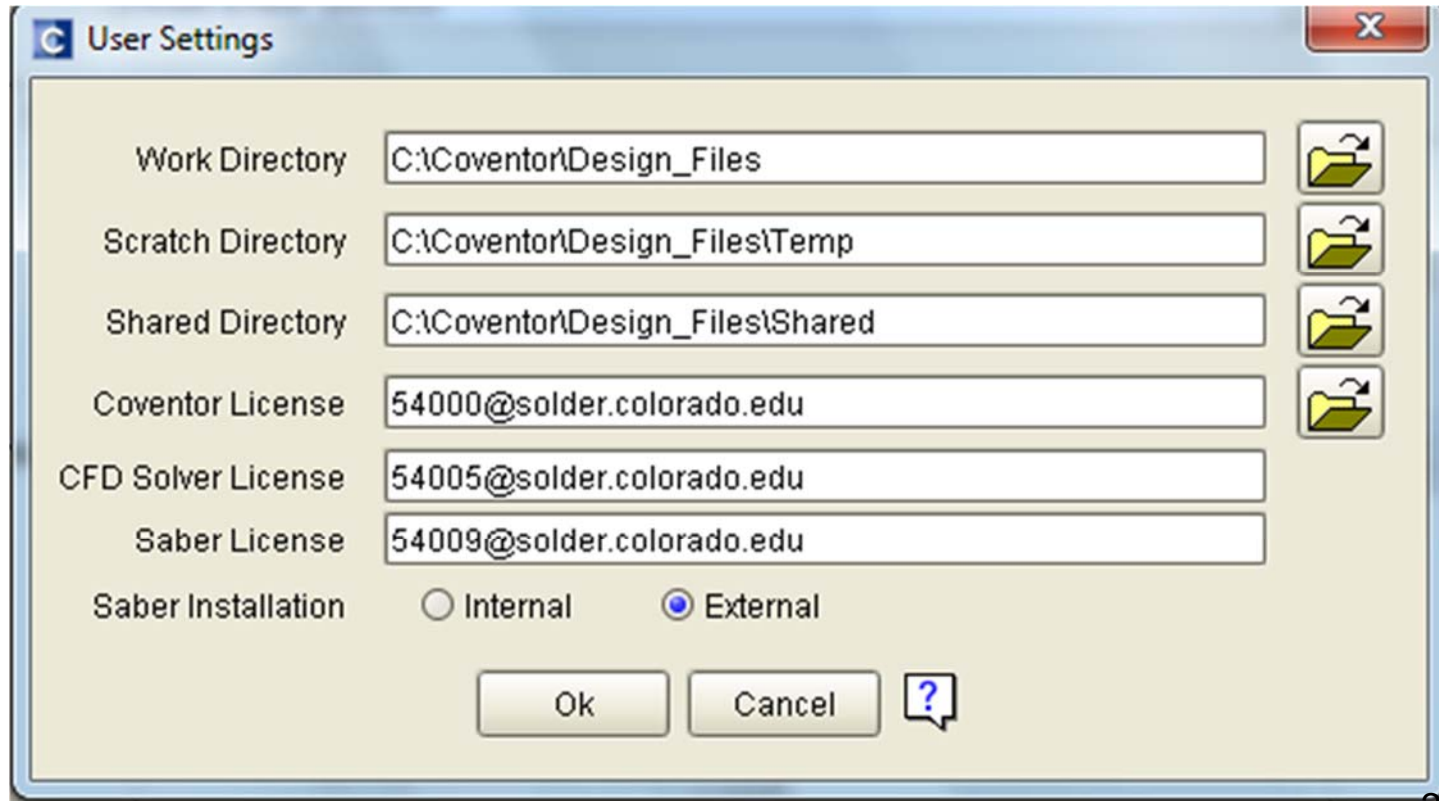 User Settings
Work Directory C:\Coventor\Design_Files
Scratch Directory C:\Coventor\Design_Files\Temp
Shared Directory C:\Coventor\Design_Files\Shared
Coventor License 54000@solder.colorado.edu
CFD Solver License 54005@solder.colorado.edu
Saber License 54009@solder.colorado.edu
Saber Installation Internal External
Ok Cancel ?